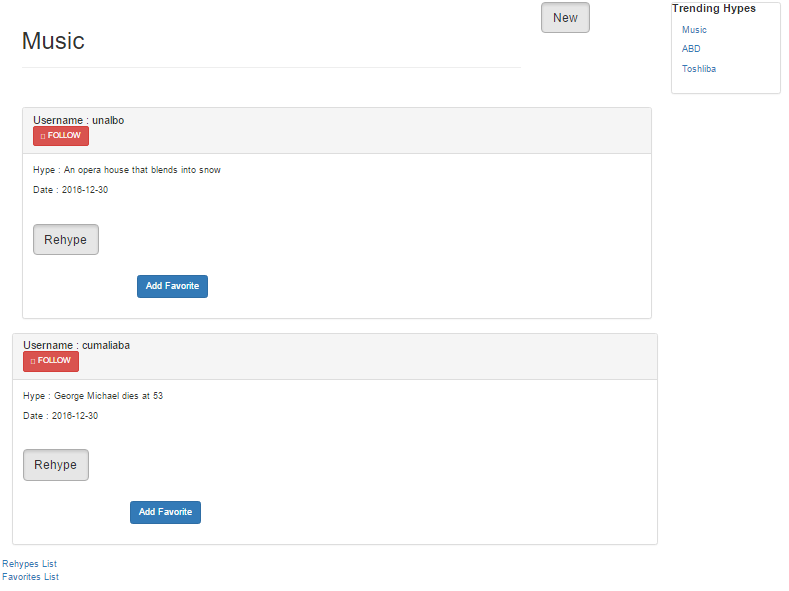 Music
New
Trending Hypes
Music
ABD
Toshliba
Username : unalbo
FOLLOW
Hype : An opera house that blends into snow
Date : 2016-12-30
Rehype
Add Favorite
Username : cumaliaba
FOLLOW
Hype : George Michael dies at 53
Date : 2016-12-30
Rehype
Add Favorite
Rehypes List
Favorites List